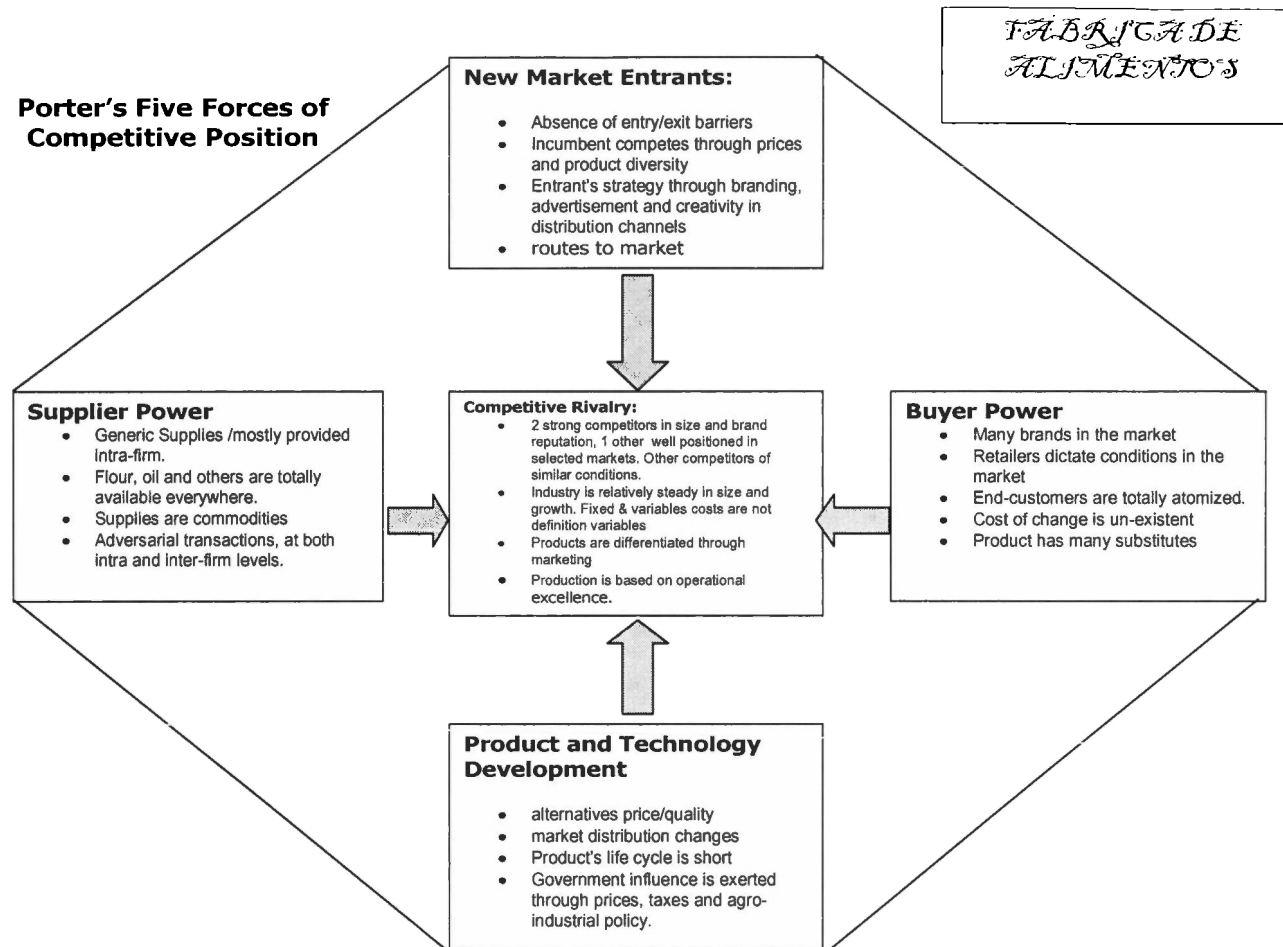 FÁBRICA DE
ALIMENTOS
Porter's Five Forces of
Competitive Position
New Market Entrants:
• Absence of entry/exit barriers
• Incumbent competes through prices
and product diversity
• Entrant's strategy through branding,
advertisement and creativity in
distribution channels
• routes to market
Supplier Power
• Generic Supplies /mostly provided
intra-firm.
• Flour, oil and others are totally
available everywhere.
• Supplies are commodities
• Adversarial transactions, at both
intra and inter-firm levels.
Competitive Rivalry:
• 2 strong competitors in size and brand
reputation, 1 other well positioned in
selected markets. Other competitors of
similar conditions.
• Industry is relatively steady in size and
growth. Fixed & variables costs are not
definition variables
• Products are differentiated through
marketing
• Production is based on operational
excellence.
Buyer Power
• Many brands in the market
• Retailers dictate conditions in the
market
• End-customers are totally atomized.
• Cost of change is un-existent
• Product has many substitutes
Product and Technology
Development
• alternatives price/quality
• market distribution changes
• Product's life cycle is short
• Government influence is exerted
through prices, taxes and agro-
industrial policy.